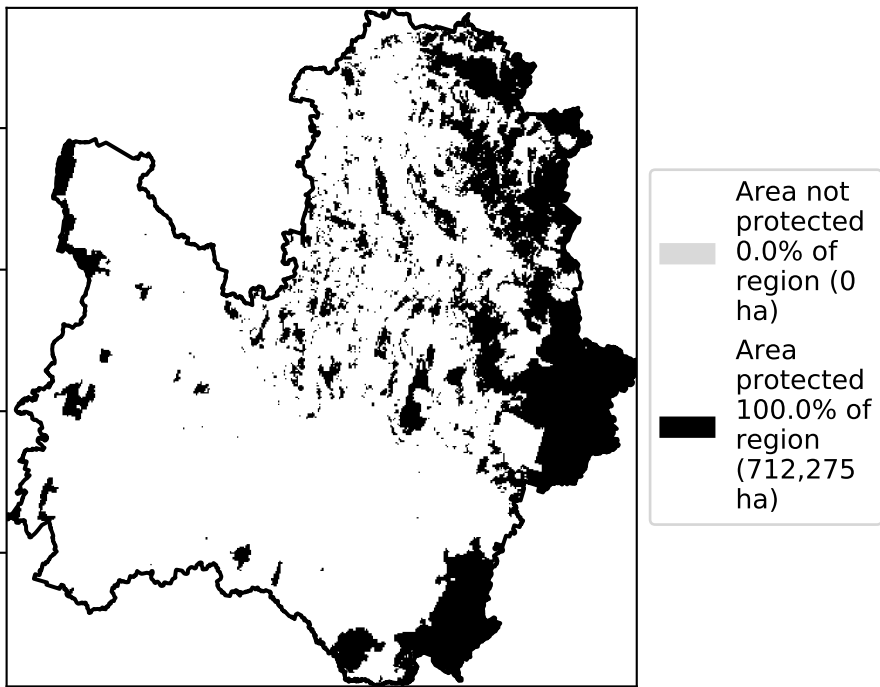 Area not
protected
0.0% of
region (0
ha)
Area
protected
100.0% of
region
(712,275
ha)